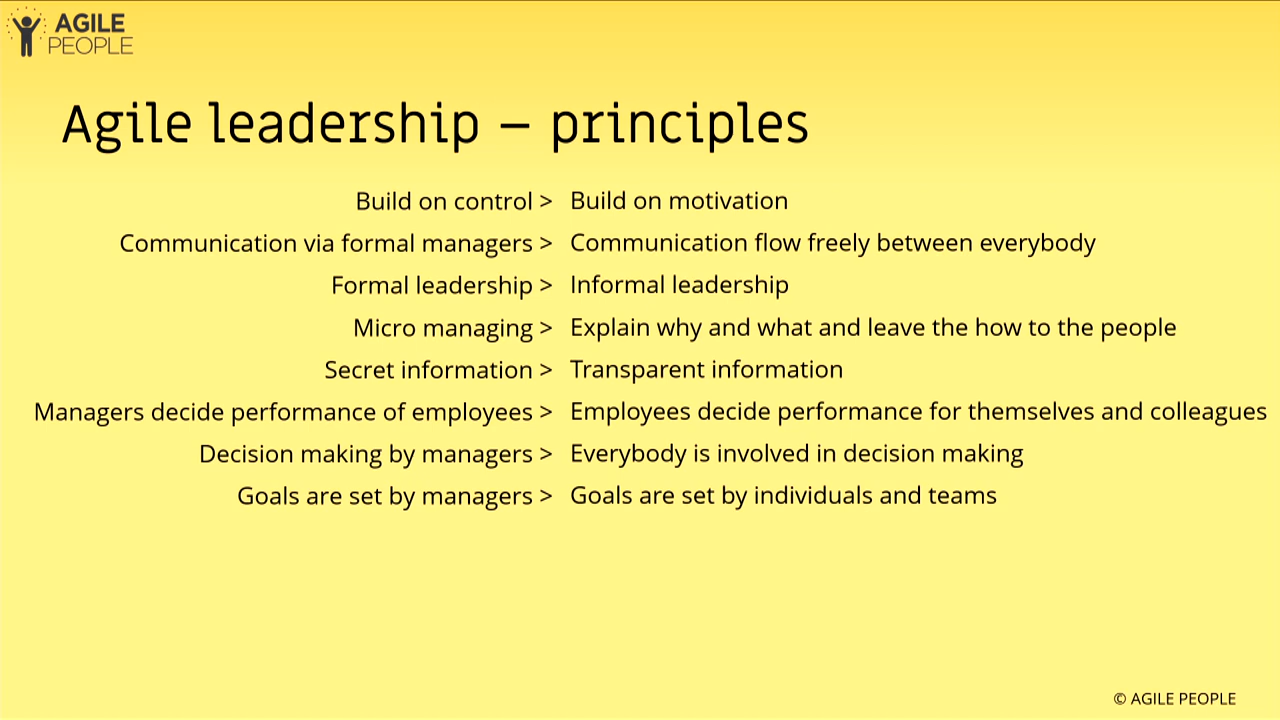 AGILE
PEOPLE
Agile leadership – principles
Build on control > Build on motivation
Communication via formal managers > Communication flow freely between everybody
Formal leadership > Informal leadership
Micro managing > Explain why and what and leave the how to the people
Secret information > Transparent information
Managers decide performance of employees > Employees decide performance for themselves and colleagues
Decision making by managers > Everybody is involved in decision making
Goals are set by managers > Goals are set by individuals and teams
© AGILE PEOPLE